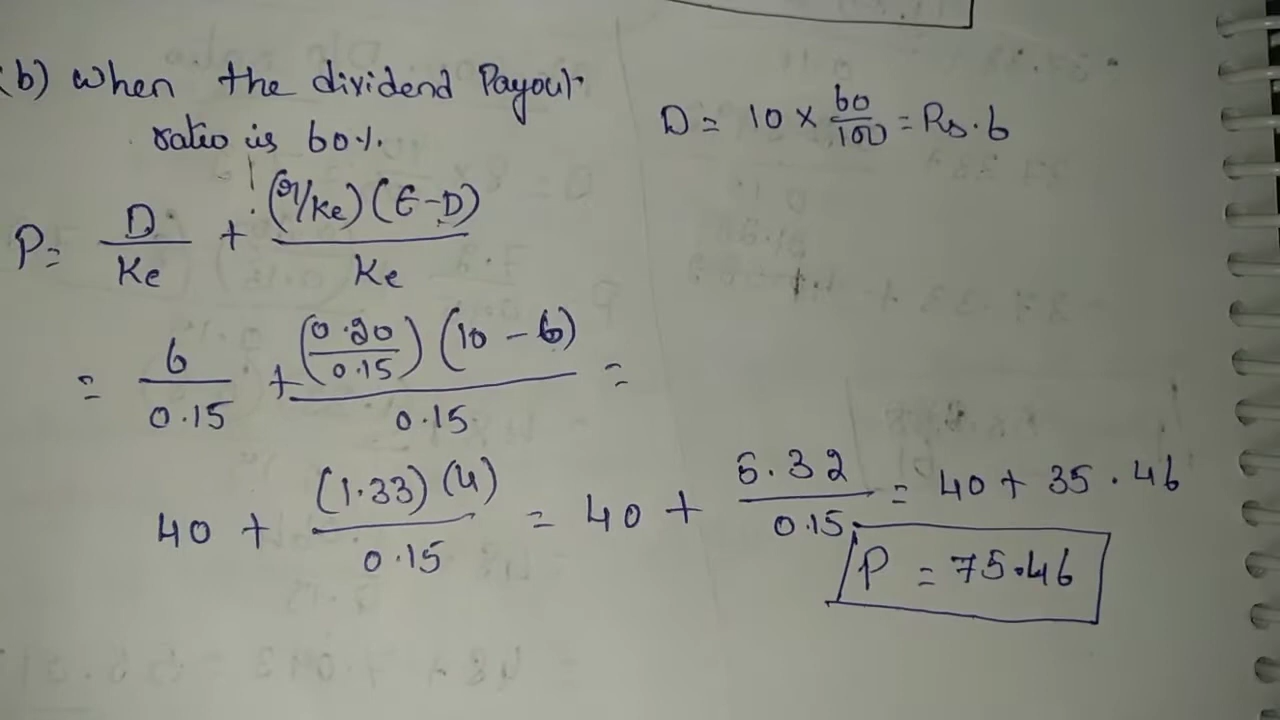 (b) When the dividend Payout
ratio is 60%.
D = 10 × 60/100 = Rs. 6
P = D/Ke + (r/Ke)(E-D)/Ke
= 6/0.15 + (0.20/0.15)(10 - 6)/0.15 =
40 + (1.33)(4)/0.15 = 40 + 5.32/0.15 = 40 + 35.46
P = 75.46